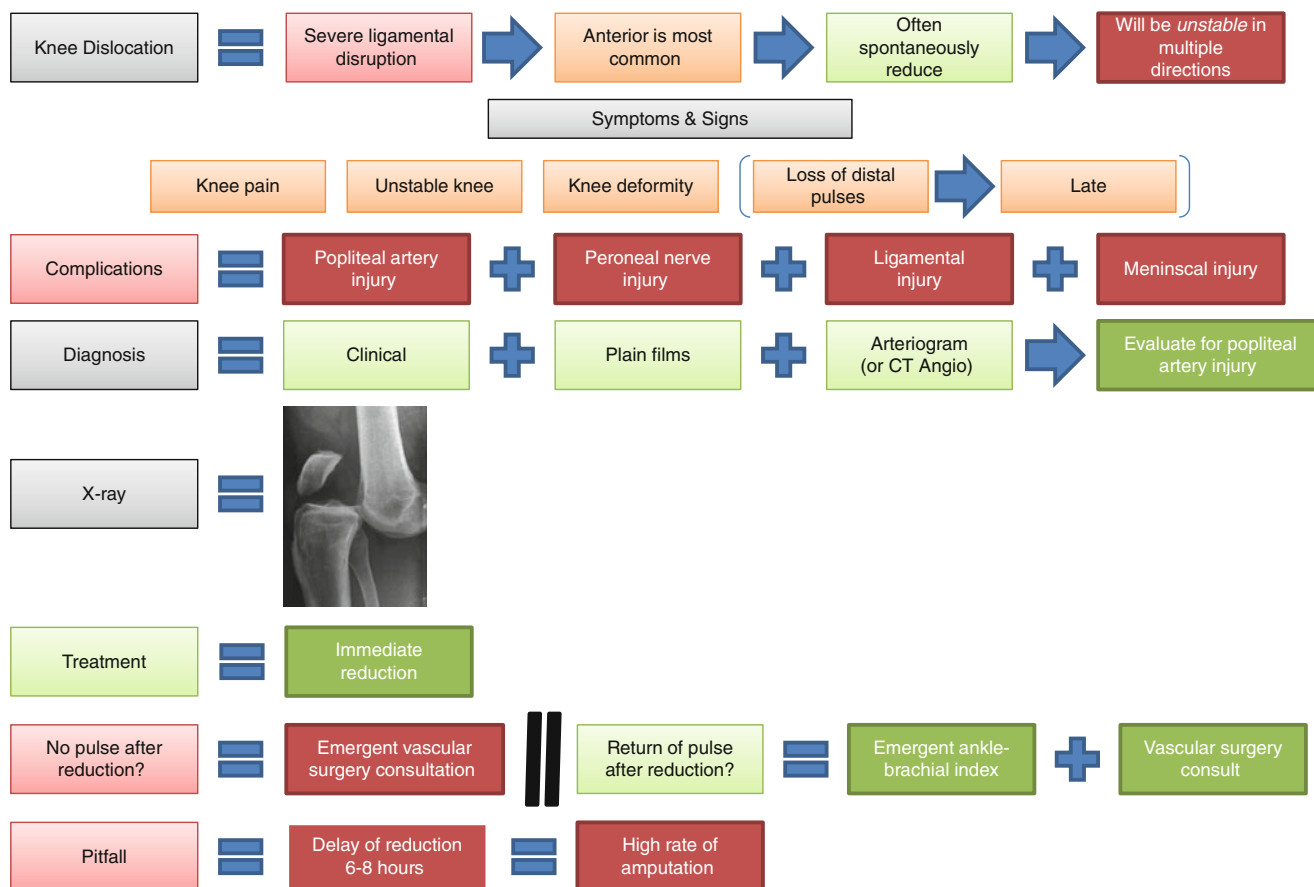 Knee Dislocation
Severe ligamental
disruption
Anterior is most
common
Often
spontaneously
reduce
Will be unstable in
multiple
directions
Symptoms & Signs
Knee pain
Unstable knee
Knee deformity
Loss of distal
pulses
Late
Complications
Popliteal artery
injury
Peroneal nerve
injury
Ligamental
injury
Meninscal injury
Diagnosis
Clinical
Plain films
Arteriogram
(or CT Angio)
Evaluate for popliteal
artery injury
X-ray
Treatment
Immediate
reduction
No pulse after
reduction?
Emergent vascular
surgery consultation
Return of pulse
after reduction?
Emergent ankle-
brachial index
Vascular surgery
consult
Pitfall
Delay of reduction
6-8 hours
High rate of
amputation